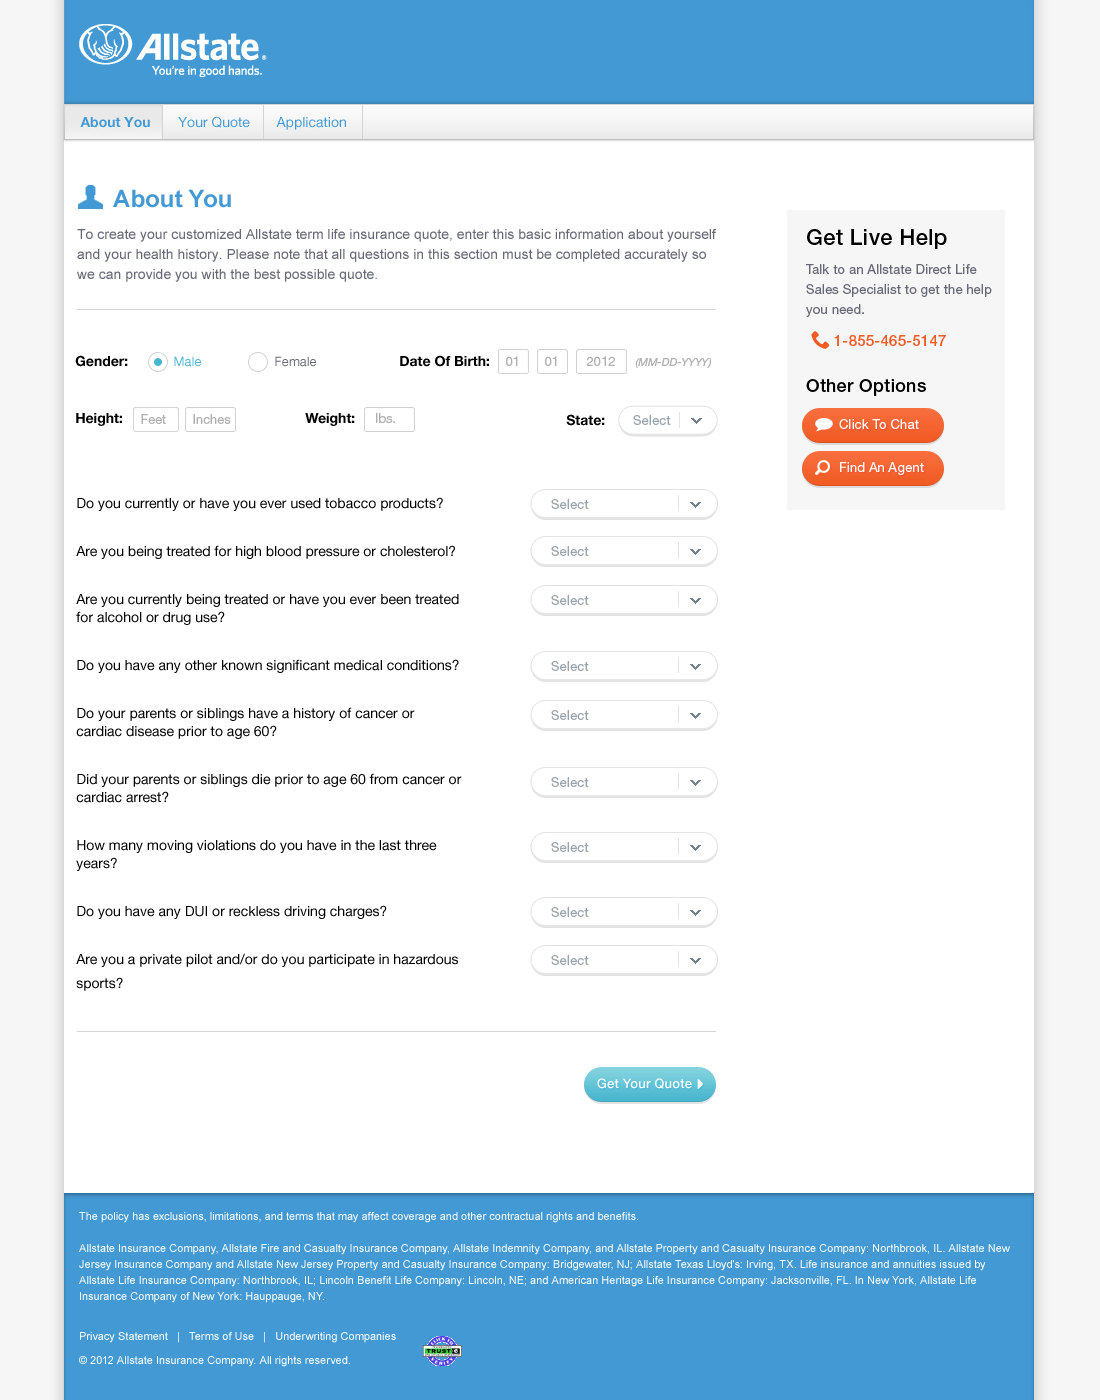 Allstate®
You're in good hands.
About You
Your Quote
Application
About You
To create your customized Allstate term life insurance quote, enter this basic information about yourself
and your health history. Please note that all questions in this section must be completed accurately so
we can provide you with the best possible quote.
Get Live Help
Talk to an Allstate Direct Life
Sales Specialist to get the help
you need.
1-855-465-5147
Other Options
Click To Chat
Find An Agent
Gender: Male Female Date Of Birth: 01 01 2012 (MM-DD-YYYY)
Height: Feet Inches Weight: lbs. State: Select
Do you currently or have you ever used tobacco products? Select
Are you being treated for high blood pressure or cholesterol? Select
Are you currently being treated or have you ever been treated Select
for alcohol or drug use?
Do you have any other known significant medical conditions? Select
Do your parents or siblings have a history of cancer or Select
cardiac disease prior to age 60?
Did your parents or siblings die prior to age 60 from cancer or Select
cardiac arrest?
How many moving violations do you have in the last three Select
years?
Do you have any DUI or reckless driving charges? Select
Are you a private pilot and/or do you participate in hazardous Select
sports?
Get Your Quote
The policy has exclusions, limitations, and terms that may affect coverage and other contractual rights and benefits.
Allstate Insurance Company, Allstate Fire and Casualty Insurance Company, Allstate Indemnity Company, and Allstate Property and Casualty Insurance Company: Northbrook, IL. Allstate New
Jersey Insurance Company and Allstate New Jersey Property and Casualty Insurance Company: Bridgewater, NJ; Allstate Texas Lloyd's: Irving, TX. Life insurance and annuities issued by
Allstate Life Insurance Company: Northbrook, IL; Lincoln Benefit Life Company: Lincoln, NE; and American Heritage Life Insurance Company: Jacksonville, FL. In New York, Allstate Life
Insurance Company of New York: Hauppauge, NY.
Privacy Statement | Terms of Use | Underwriting Companies
© 2012 Allstate Insurance Company. All rights reserved.
TRUST